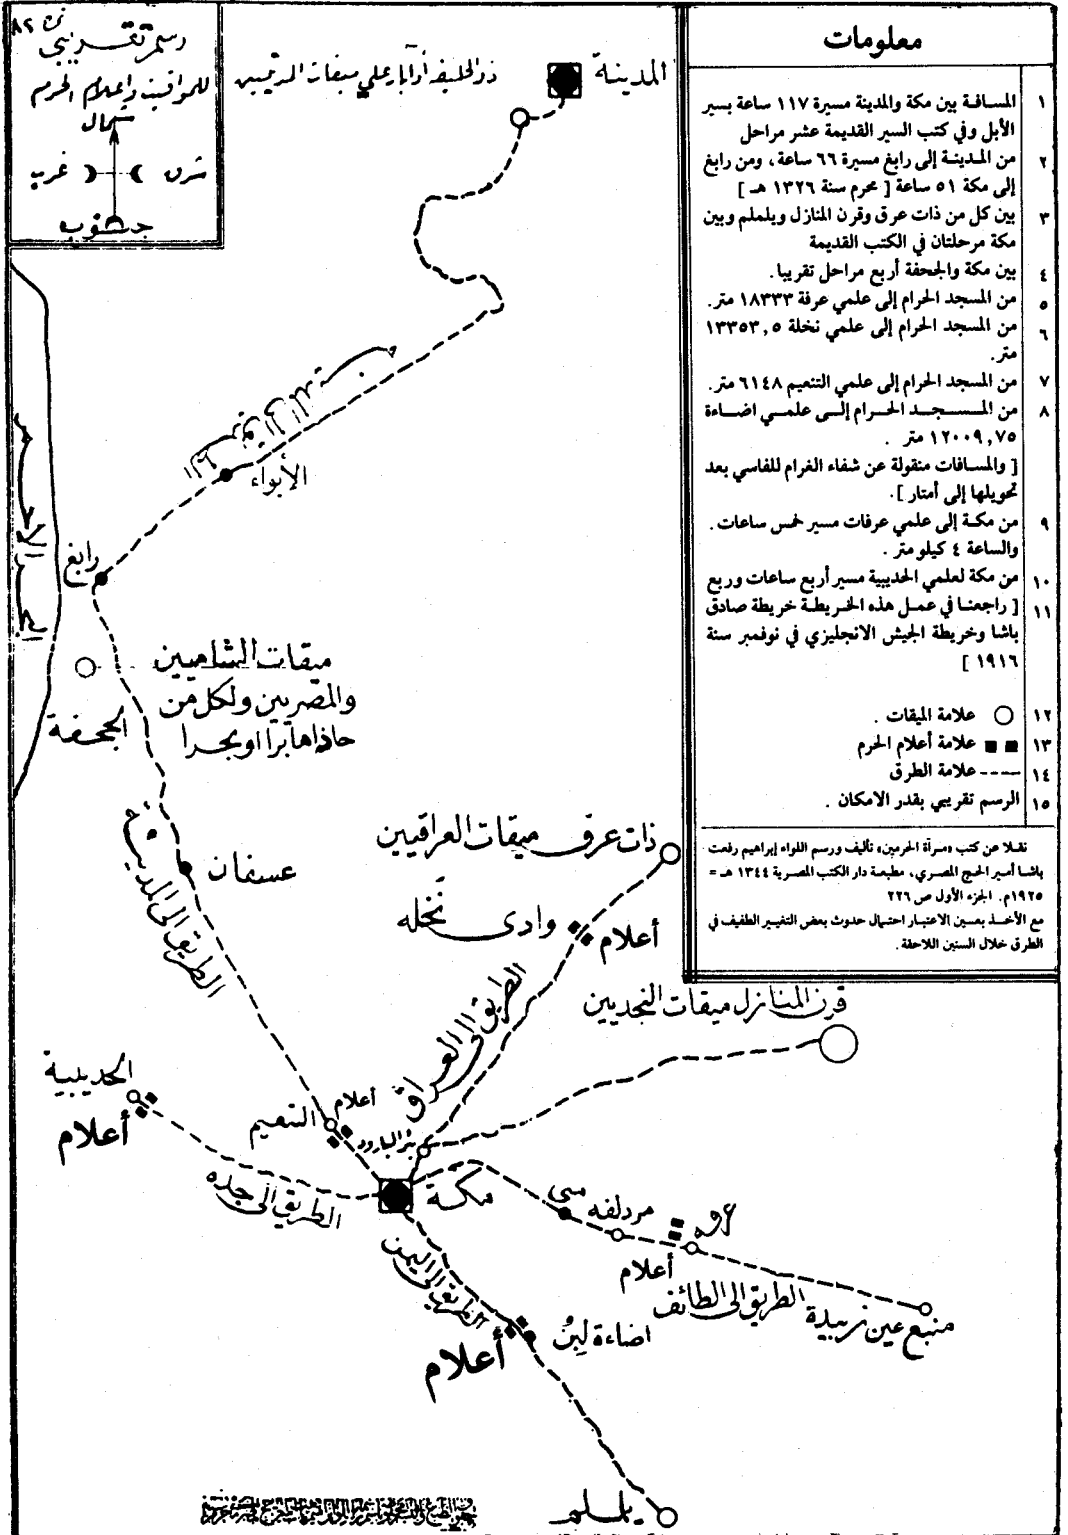 رسم تقريبي
للمواقيت واعلام الحرم
شمال
شرق
غرب
جنوب
المدينة
ذو الحليفة أو آبار علي ميقات المدنيين
الأبواء
رابغ
البحر الأحمر
ميقات الشاميين
والمصريين ولكل من
حاذاها برا او بحرا
الجحفة
عسفان
الطريق الى المدينة
ذات عرق ميقات العراقيين
وادى نخله
أعلام
الطريق الى العراق
قرن المنازل ميقات النجديين
الحديبية
أعلام
التنعيم
أعلام
بئر البارود
الطريق الى جده
مكة
منى
مزدلفه
عرفه
أعلام
الطريق الى الطائف
منبع عين زبيدة
الطريق الى اليمن
اضاءة لبن
أعلام
يلملم
معلومات
١ المسافة بين مكة والمدينة مسيرة ١١٧ ساعة بسير
الأبل وفي كتب السير القديمة عشر مراحل
٢ من المدينة إلى رابغ مسيرة ٦٦ ساعة، ومن رابغ
إلى مكة ٥١ ساعة [ محرم سنة ١٣٢٦ هـ ]
٣ بين كل من ذات عرق وقرن المنازل ويلملم وبين
مكة مرحلتان في الكتب القديمة
٤ بين مكة والجحفة أربع مراحل تقريبا.
٥ من المسجد الحرام إلى علمي عرفة ١٨٣٣٣ متر.
٦ من المسجد الحرام إلى علمي نخلة ١٣٣٥٣,٥
متر.
٧ من المسجد الحرام إلى علمي التنعيم ٦١٤٨ متر.
٨ من المسجد الحرام إلى علمي اضاءة
١٢٠٠٩,٧٥ متر .
[ والمسافات منقولة عن شفاء الغرام للفاسي بعد
تحويلها إلى أمتار ].
٩ من مكة إلى علمي عرفات مسير خمس ساعات .
والساعة ٤ كيلو متر .
١٠ من مكة لعلمي الحديبية مسير أربع ساعات وربع
١١ [ راجعنا في عمل هذه الخريطة خريطة صادق
باشا وخريطة الجيش الانجليزي في نوفمبر سنة
١٩١٦ ]
١٢ علامة الميقات .
١٣ علامة أعلام الحرم
١٤ علامة الطرق
١٥ الرسم تقريبي بقدر الامكان .
نقلا عن كتب «مرآة الحرمين» تأليف ورسم اللواء إبراهيم رفعت
باشا أمير الحج المصري، مطبعة دار الكتب المصرية ١٣٤٤ هـ =
١٩٢٥م. الجزء الأول ص ٢٢٦
مع الأخذ بعين الاعتبار احتمال حدوث بعض التغيير الطفيف في
الطرق خلال السنين اللاحقة .